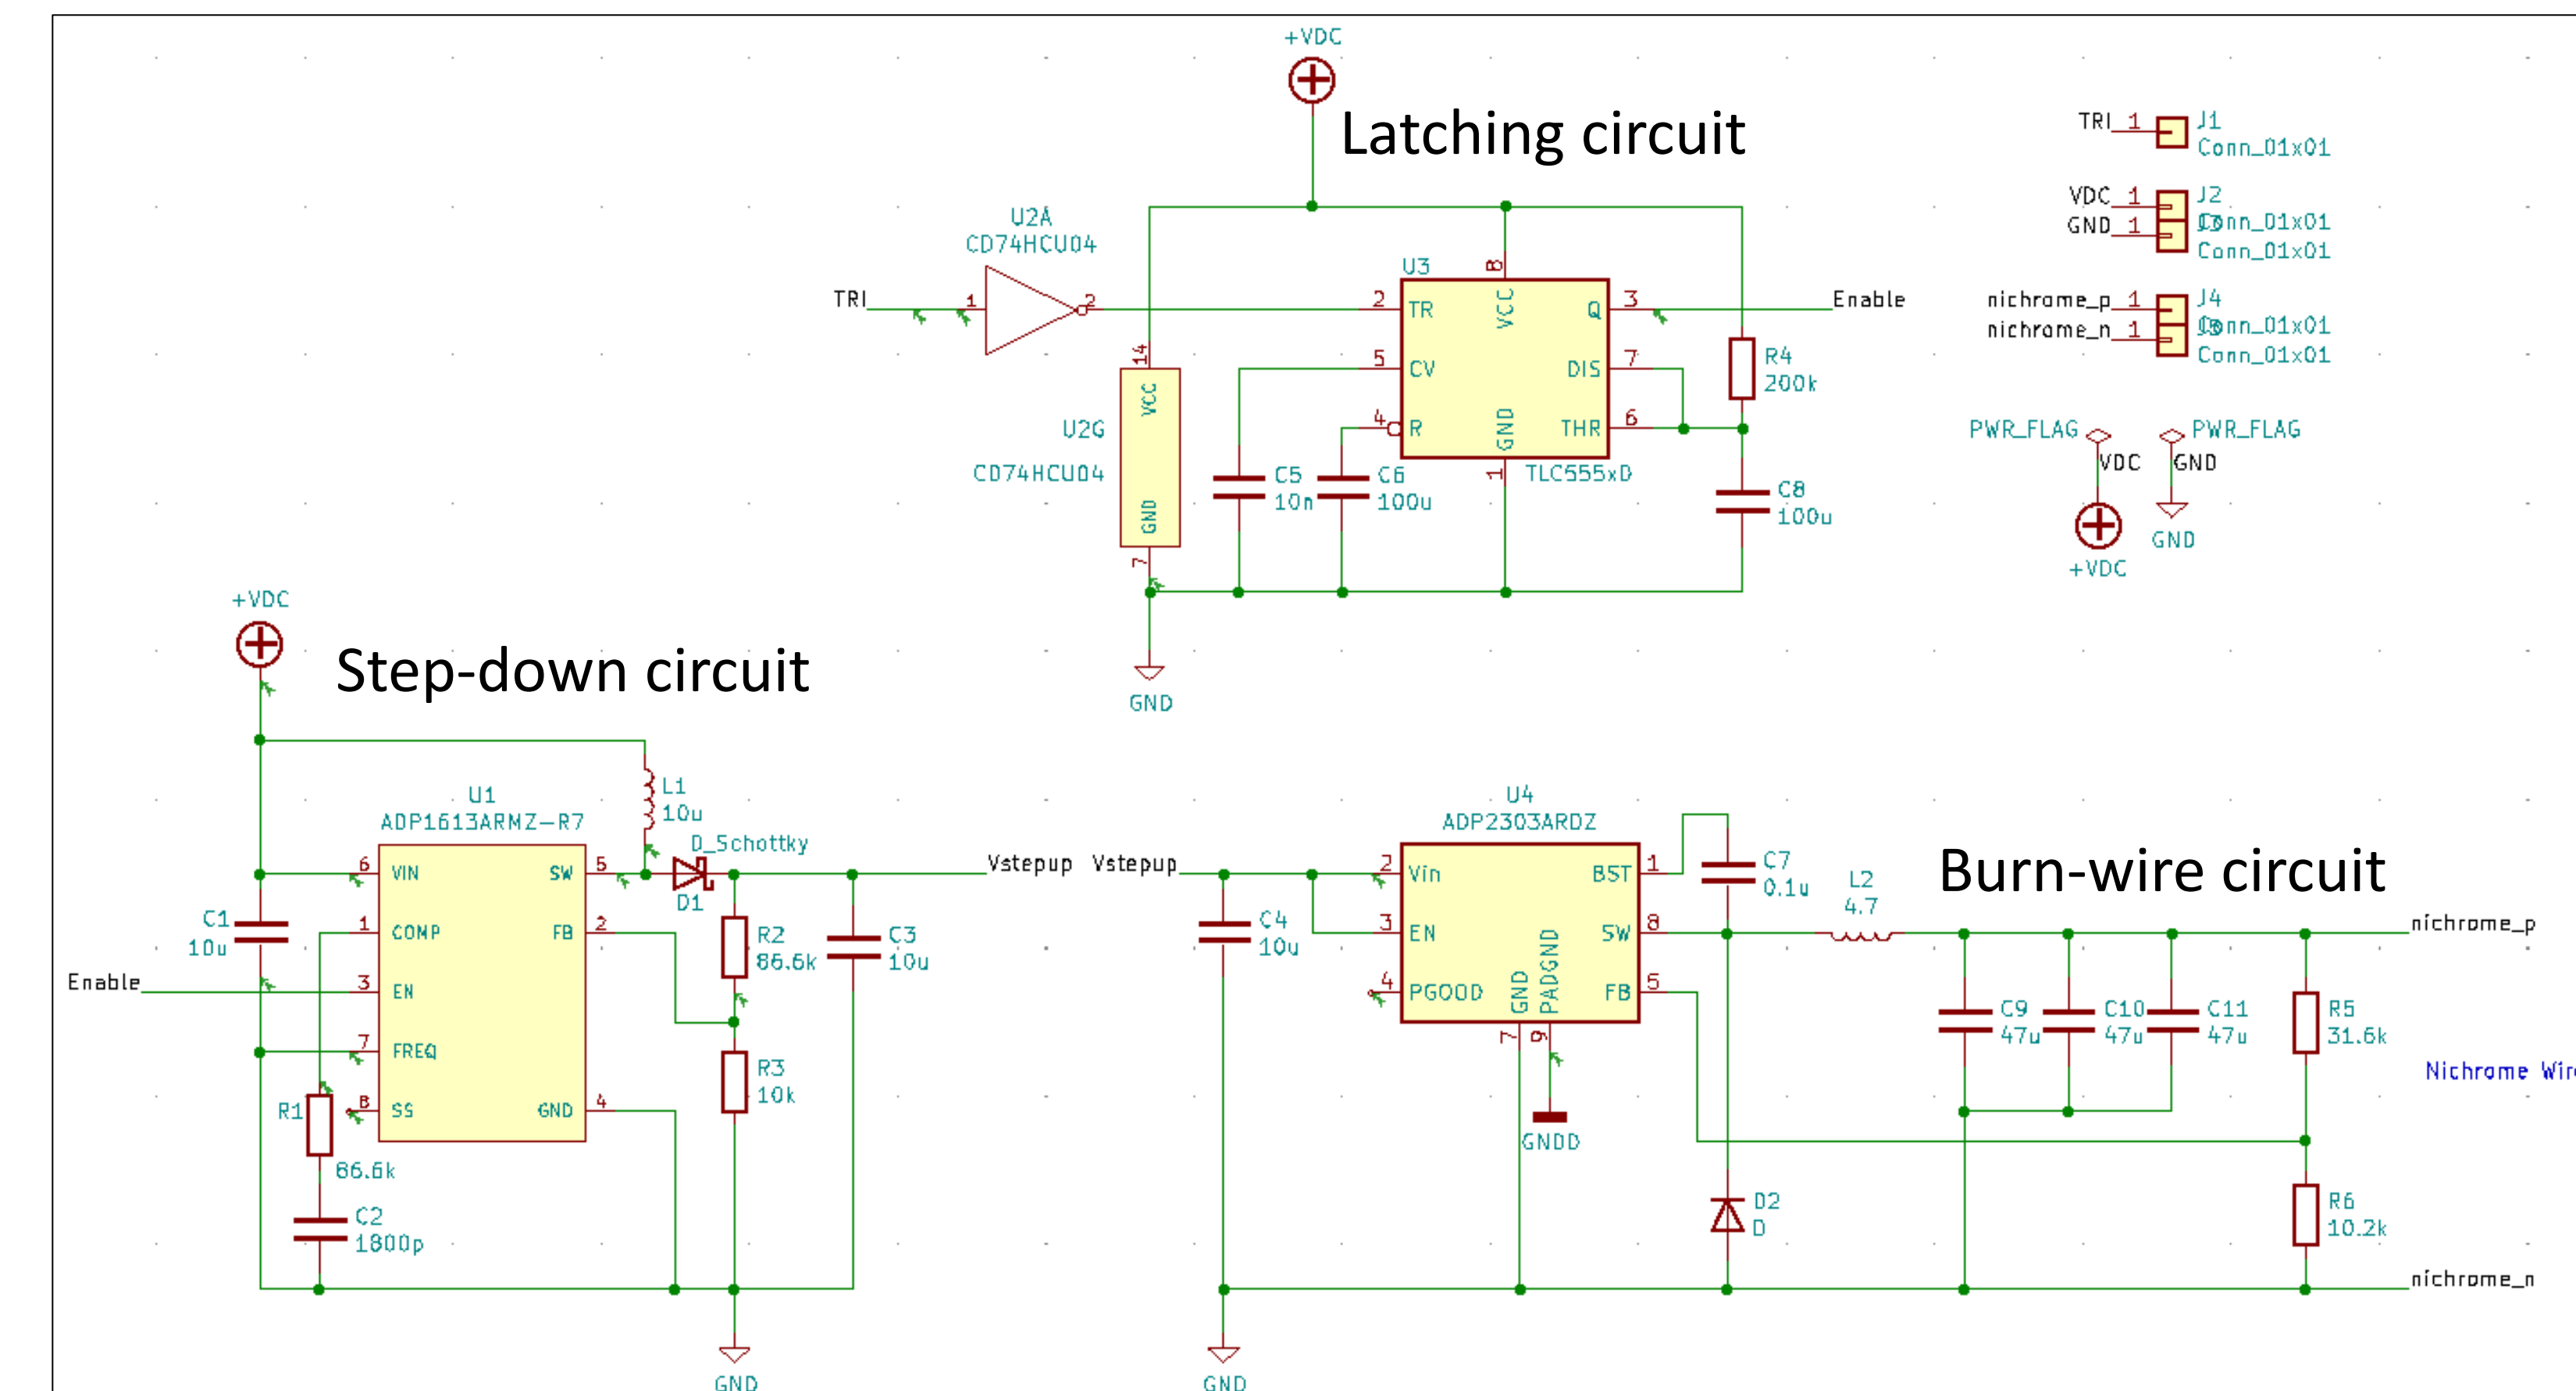 +VDC
Latching circuit
TRI 1 J1
Conn_01x01
VDC 1 J2
Conn_01x01
GND 1
Conn_01x01
nichrome_p 1 J4
Conn_01x01
nichrome_n 1
Conn_01x01
PWR_FLAG
PWR_FLAG
VDC
GND
+VDC
GND
U2A
CD74HCU04
TRI
1
2
U3
8
2 TR
VCC
Q 3
Enable
5 CV
DIS 7
4 R
GND
THR 6
1
TLC555xD
R4
200k
14
VCC
U2G
CD74HCU04
GND
7
C5
10n
C6
100u
C8
100u
GND
+VDC
Step-down circuit
L1
10u
U1
ADP1613ARMZ-R7
D_Schottky
D1
6 VIN
SW 5
1 COMP
FB 2
3 EN
7 FREQ
8 SS
GND 4
C1
10u
Enable
R1
86.6k
C2
1800p
R2
86.6k
C3
10u
R3
10k
Vstepup
GND
Vstepup
U4
ADP2303ARDZ
2 Vin
BST 1
3 EN
SW 8
4 PGOOD
GND
PADGND
FB 5
7
9
GNDD
C4
10u
C7
0.1u
L2
4.7
Burn-wire circuit
nichrome_p
C9
47u
C10
47u
C11
47u
R5
31.6k
Nichrome
D2
D
R6
10.2k
nichrome_n
GND